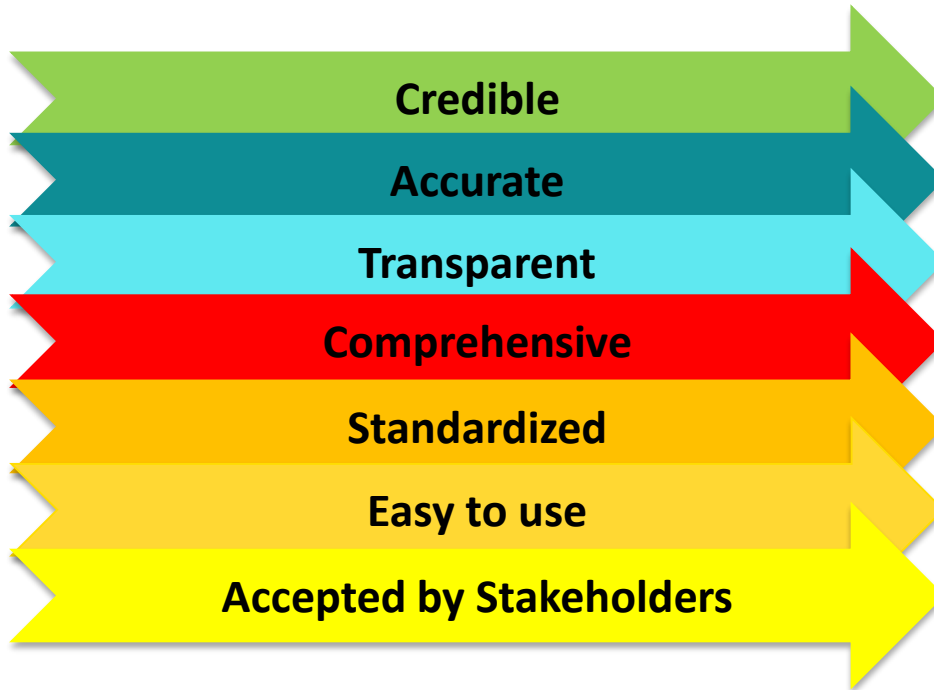 Credible
Accurate
Transparent
Comprehensive
Standardized
Easy to use
Accepted by Stakeholders